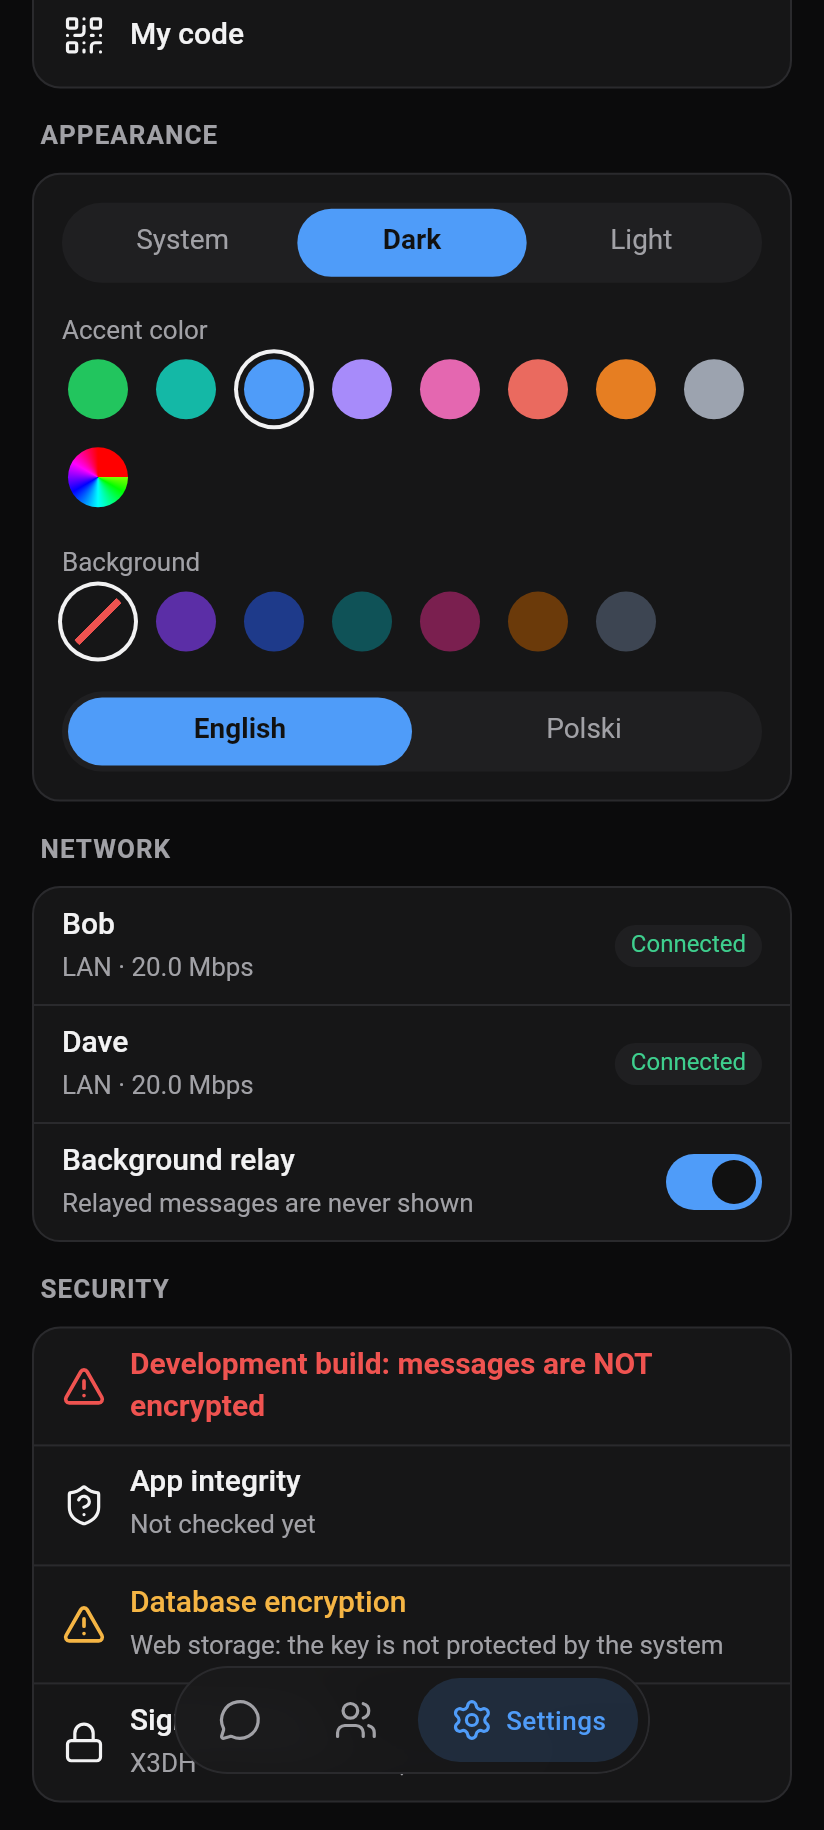 My code
APPEARANCE
System Dark Light
Accent color
Background
English Polski
NETWORK
Bob
LAN · 20.0 Mbps
Connected
Dave
LAN · 20.0 Mbps
Connected
Background relay
Relayed messages are never shown
SECURITY
Development build: messages are NOT
encrypted
App integrity
Not checked yet
Database encryption
Web storage: the key is not protected by the system
X3DH
Settings